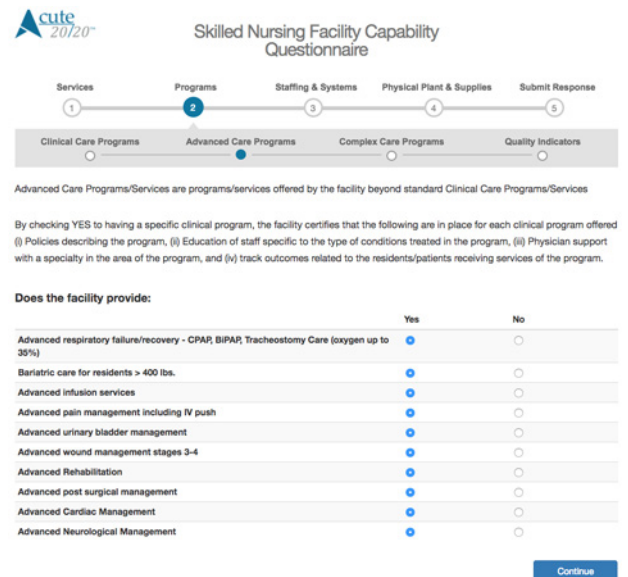 Acute
20/20™
Skilled Nursing Facility Capability
Questionnaire
Services Programs Staffing & Systems Physical Plant & Supplies Submit Response
1 2 3 4 5
Clinical Care Programs Advanced Care Programs Complex Care Programs Quality Indicators
Advanced Care Programs/Services are programs/services offered by the facility beyond standard Clinical Care Programs/Services
By checking YES to having a specific clinical program, the facility certifies that the following are in place for each clinical program offered
(i) Policies describing the program, (ii) Education of staff specific to the type of conditions treated in the program, (iii) Physician support
with a specialty in the area of the program, and (iv) track outcomes related to the residents/patients receiving services of the program.
Does the facility provide:
Yes No
Advanced respiratory failure/recovery - CPAP, BiPAP, Tracheostomy Care (oxygen up to
35%)
Bariatric care for residents > 400 lbs.
Advanced infusion services
Advanced pain management including IV push
Advanced urinary bladder management
Advanced wound management stages 3-4
Advanced Rehabilitation
Advanced post surgical management
Advanced Cardiac Management
Advanced Neurological Management
Continue